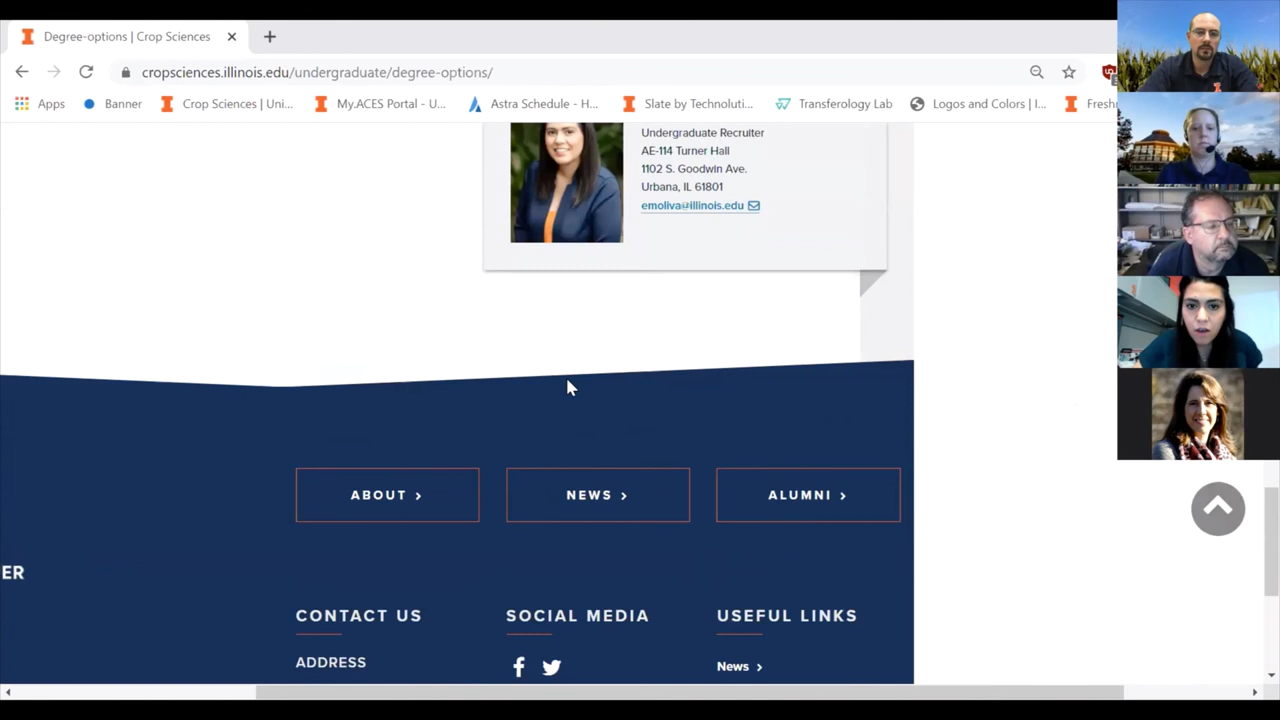 Degree-options | Crop Sciences
cropsciences.illinois.edu/undergraduate/degree-options/
Apps
Banner
Crop Sciences | Uni...
My.ACES Portal - U...
Astra Schedule - H...
Slate by Technoluti...
Transferology Lab
Logos and Colors | I...
Freshr
Undergraduate Recruiter
AE-114 Turner Hall
1102 S. Goodwin Ave.
Urbana, IL 61801
emoliva@illinois.edu
ABOUT >
NEWS >
ALUMNI >
ER
CONTACT US
SOCIAL MEDIA
USEFUL LINKS
ADDRESS
News >